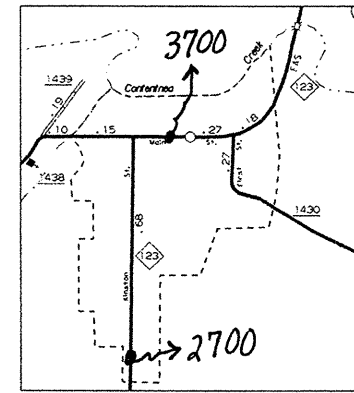 3700
1439
.19
Contentnea
Creek
FAS
123
.10
.15
Main
St.
.27
.18
1438
St.
.27
St.
First
1430
.68
123
Kinston
2700